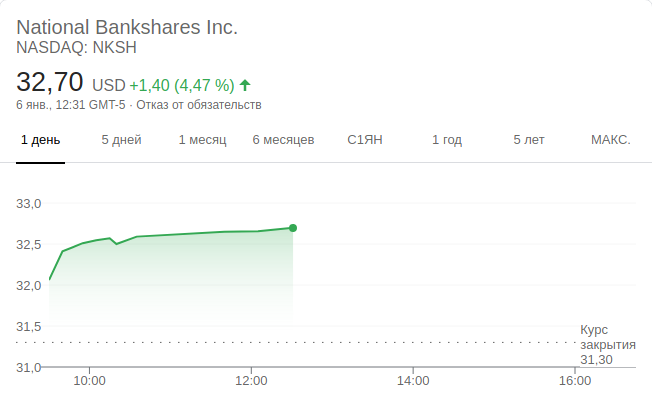 National Bankshares Inc.
NASDAQ: NKSH
32,70 USD +1,40 (4,47 %)
6 янв., 12:31 GMT-5 · Отказ от обязательств
1 день 5 дней 1 месяц 6 месяцев С1ЯН 1 год 5 лет МАКС.
33,0
32,5
32,0
31,5
Курс
закрытия
31,30
31,0
10:00 12:00 14:00 16:00